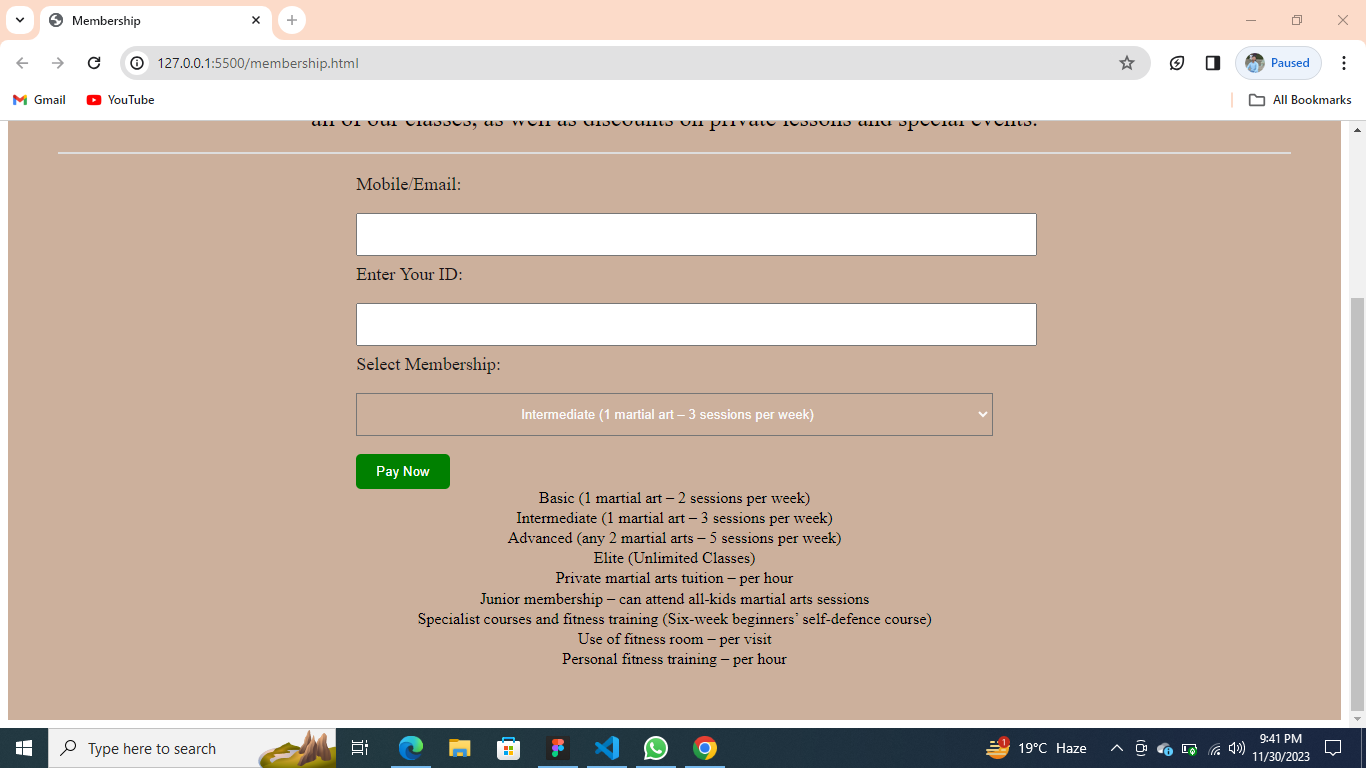 Membership
127.0.0.1:5500/membership.html
Paused
Gmail
YouTube
All Bookmarks
all of our classes, as well as discounts on private lessons and special events.
Mobile/Email:
Enter Your ID:
Select Membership:
Intermediate (1 martial art – 3 sessions per week)
Pay Now
Basic (1 martial art – 2 sessions per week)
Intermediate (1 martial art – 3 sessions per week)
Advanced (any 2 martial arts – 5 sessions per week)
Elite (Unlimited Classes)
Private martial arts tuition – per hour
Junior membership – can attend all-kids martial arts sessions
Specialist courses and fitness training (Six-week beginners’ self-defence course)
Use of fitness room – per visit
Personal fitness training – per hour
Type here to search
1
19°C Haze
9:41 PM
11/30/2023